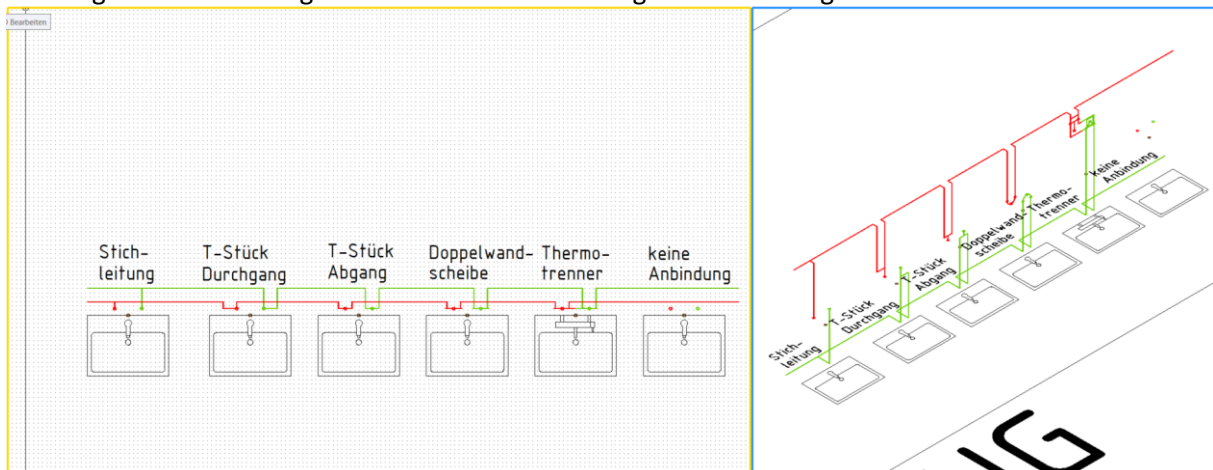 Bearbeiten
Stich-
leitung
T-Stück
Durchgang
T-Stück
Abgang
Doppelwand-
scheibe
Thermo-
trenner
keine
Anbindung
Stich-
leitung
T-Stück
Durchgang
T-Stück
Abgang
Doppelwand-
scheibe
Thermo-
trenner
keine
Anbindung